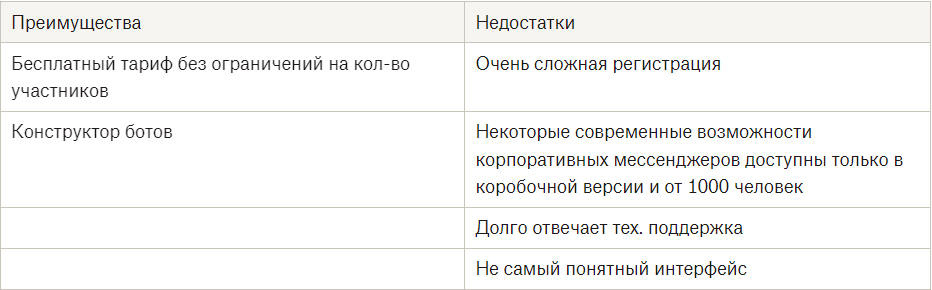 Преимущества
Недостатки
Бесплатный тариф без ограничений на кол-во
участников
Очень сложная регистрация
Конструктор ботов
Некоторые современные возможности
корпоративных мессенджеров доступны только в
коробочной версии и от 1000 человек
Долго отвечает тех. поддержка
Не самый понятный интерфейс